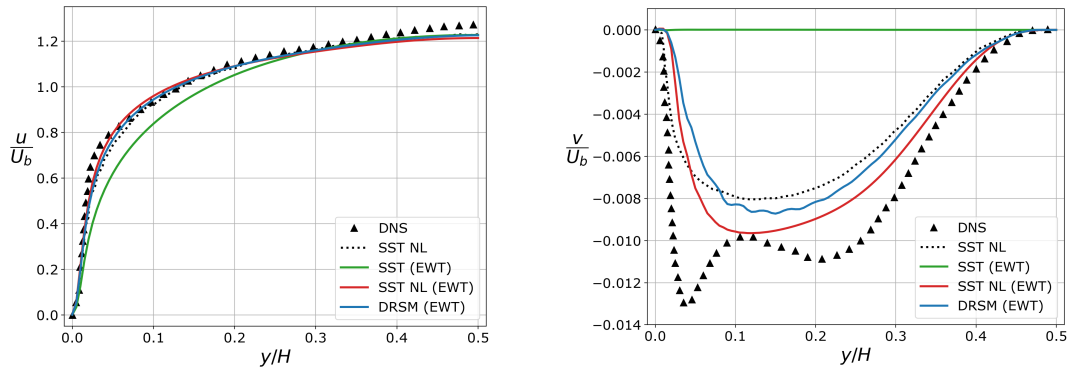 1.2
1.0
0.8
0.6
0.4
0.2
0.0
u
U_b
0.0 0.1 0.2 0.3 0.4 0.5
y/H
DNS
SST NL
SST (EWT)
SST NL (EWT)
DRSM (EWT)
0.000
−0.002
−0.004
−0.006
−0.008
−0.010
−0.012
−0.014
v
U_b
0.0 0.1 0.2 0.3 0.4 0.5
y/H
DNS
SST NL
SST (EWT)
SST NL (EWT)
DRSM (EWT)